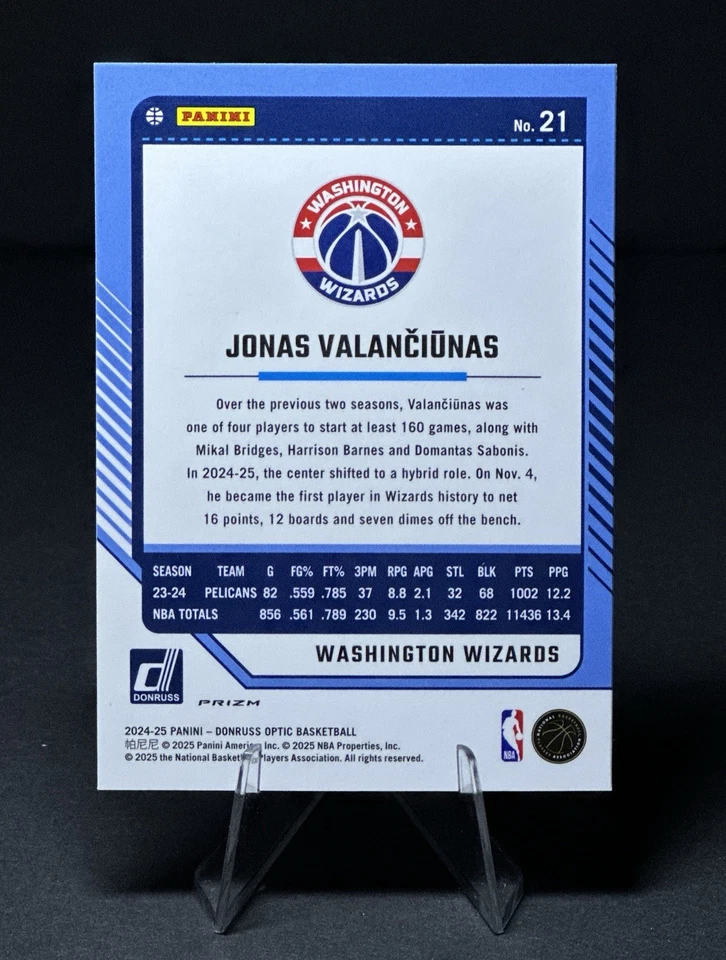 PANINI
No. 21
WASHINGTON
WIZARDS
JONAS VALANČIŪNAS
Over the previous two seasons, Valančiūnas was
one of four players to start at least 160 games, along with
Mikal Bridges, Harrison Barnes and Domantas Sabonis.
In 2024-25, the center shifted to a hybrid role. On Nov. 4,
he became the first player in Wizards history to net
16 points, 12 boards and seven dimes off the bench.
SEASON TEAM G FG% FT% 3PM RPG APG STL BLK PTS PPG
23-24 PELICANS 82 .559 .785 37 8.8 2.1 32 68 1002 12.2
NBA TOTALS 856 .561 .789 230 9.5 1.3 342 822 11436 13.4
WASHINGTON WIZARDS
DONRUSS
PRIZM
2024-25 PANINI – DONRUSS OPTIC BASKETBALL
帕尼尼 © 2025 Panini America, Inc. © 2025 NBA Properties, Inc.
© 2025 the National Basketball Players Association. All rights reserved.
NBA
NATIONAL BASKETBALL
PLAYERS ASSOCIATION